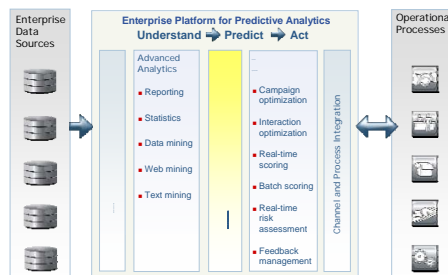 Enterprise
Data
Sources
Enterprise Platform for Predictive Analytics
Understand Predict Act
Advanced
Analytics
Reporting
Statistics
Data mining
Web mining
Text mining
...
...
Campaign
optimization
Interaction
optimization
Real-time
scoring
Batch scoring
Real-time
risk
assessment
Feedback
management
Channel and Process Integration
Operational
Processes